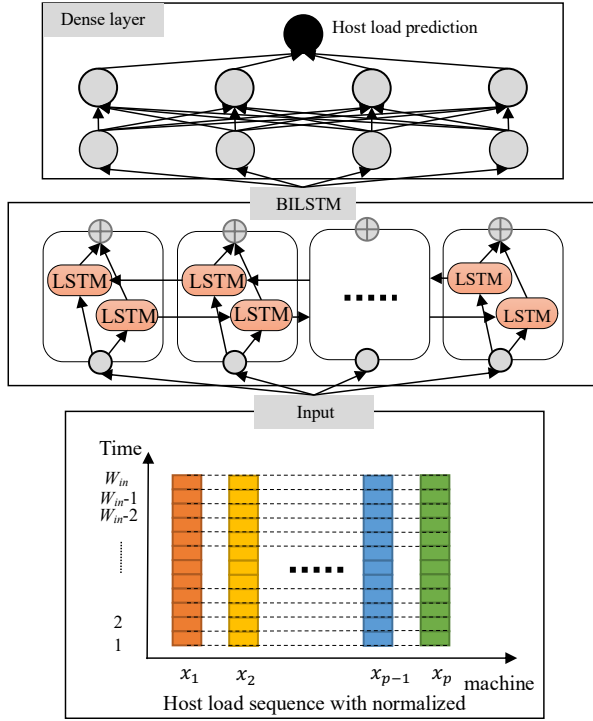 Dense layer
Host load prediction
BILSTM
LSTM
LSTM
LSTM
LSTM
......
LSTM
LSTM
Input
Time
W_in
W_in-1
W_in-2
.......
2
1
.....
x_1
x_2
x_{p-1}
x_p
machine
Host load sequence with normalized